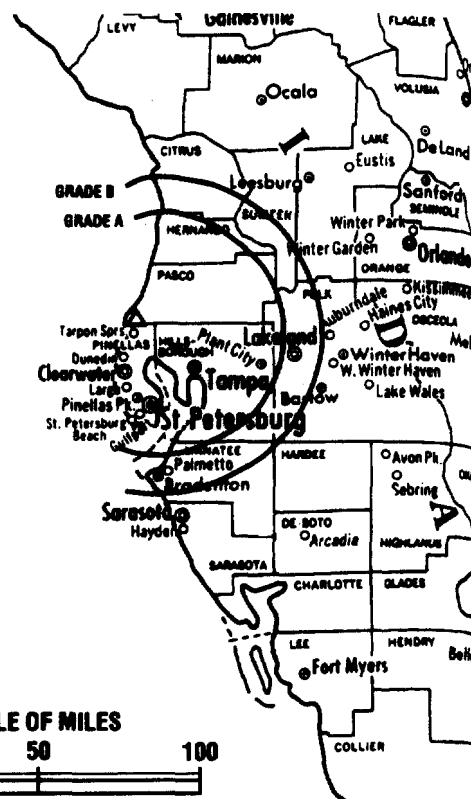 Gainesville
LEVY
FLAGLER
MARION
VOLUSIA
Ocala
DeLand
CITRUS
LAKE
Eustis
Leesburg
Sanford
SEMINOLE
GRADE B
GRADE A
SUMTER
HERNANDO
Winter Park
Winter Garden
Orlando
ORANGE
PASCO
POLK
OSCEOLA
Auburndale
Haines City
Tarpon Sprs.
PINELLAS
HILLS-
BOROUGH
Plant City
Lakeland
D
Dunedin
Clearwater
Winter Haven
W. Winter Haven
Tampa
Largo
Bartow
Lake Wales
Pinellas Pk.
St. Petersburg
St. Petersburg
Beach
Gulfport
MANATEE
HARDEE
Palmetto
Bradenton
Avon Pk.
Sebring
A
Sarasota
Hayden
DE SOTO
Arcadia
HIGHLANDS
SARASOTA
CHARLOTTE
GLADES
LEE
HENDRY
Fort Myers
LE OF MILES
50
100
COLLIER